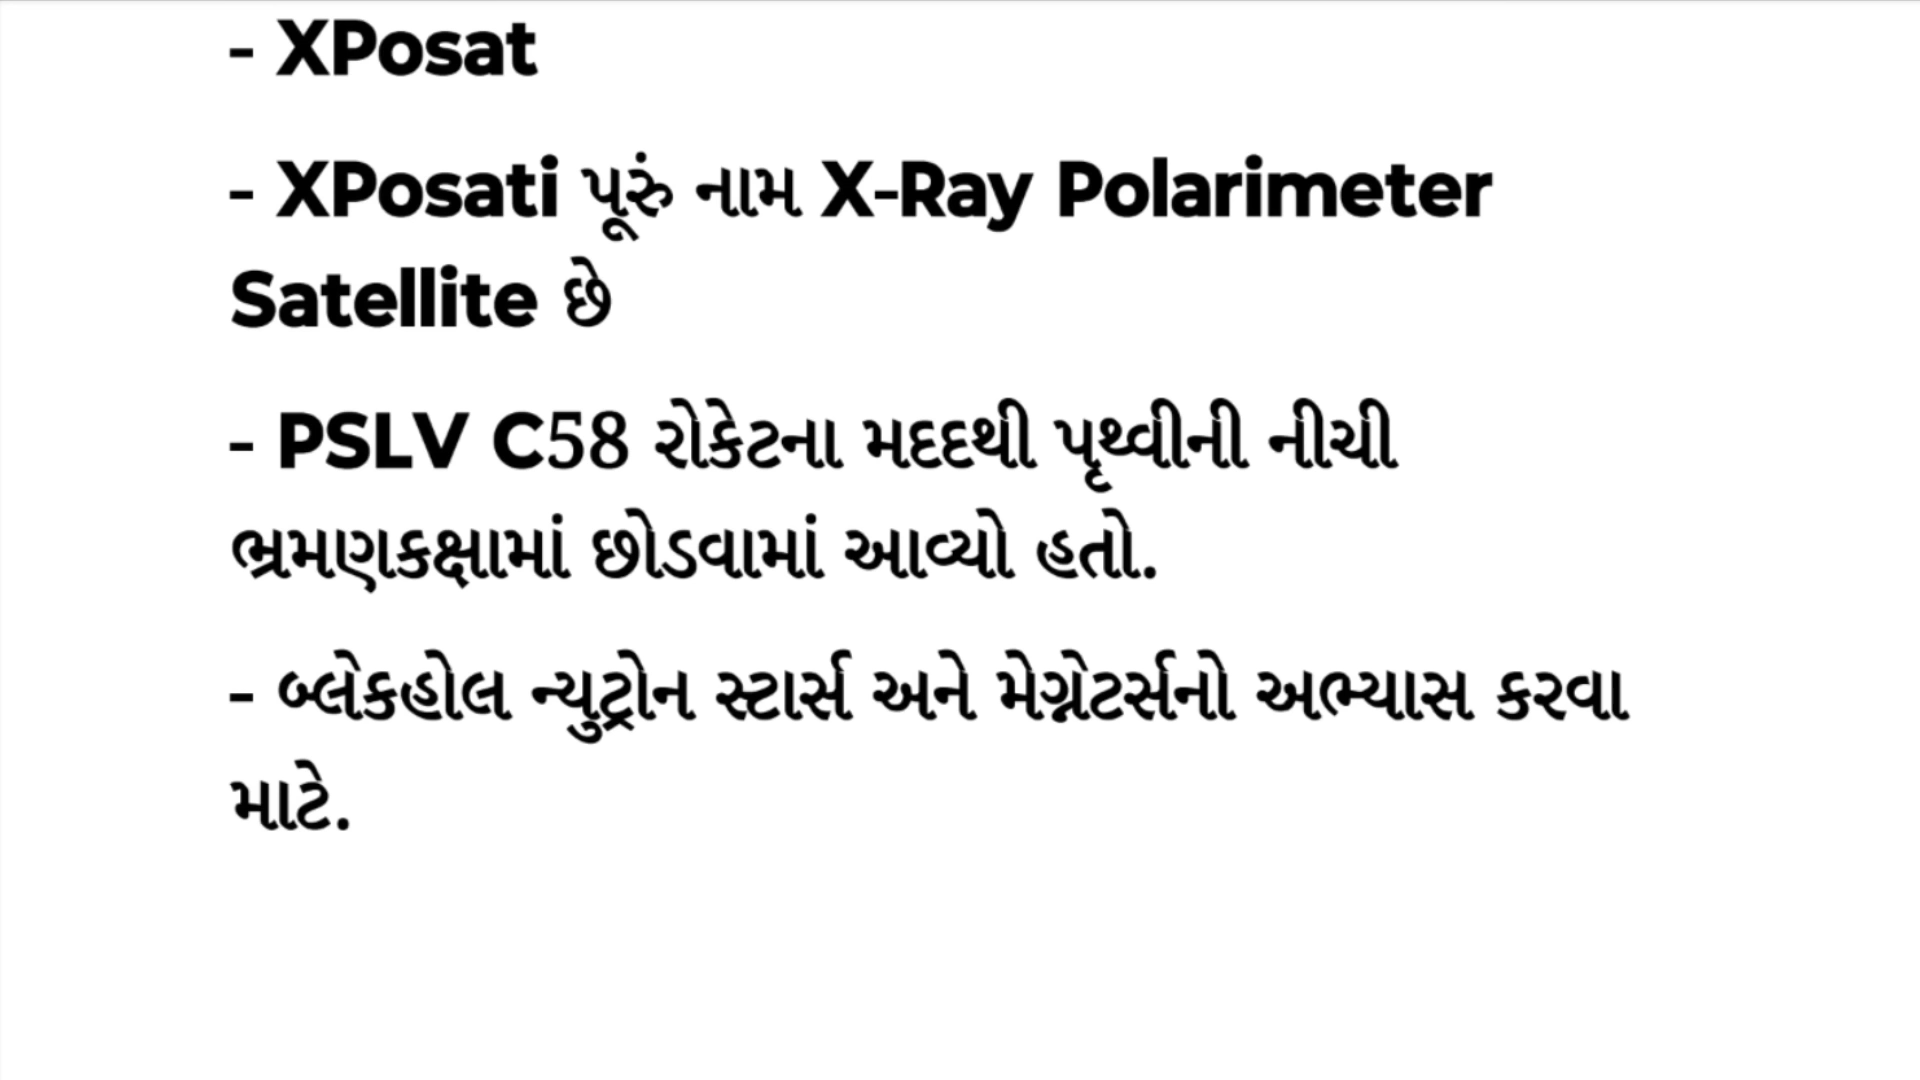 - XPosat
- XPosati પૂરું નામ X-Ray Polarimeter
Satellite છે
- PSLV C58 રોકેટના મદદથી પૃથ્વીની નીચી
ભ્રમણકક્ષામાં છોડવામાં આવ્યો હતો.
- બ્લેકહોલ ન્યુટ્રોન સ્ટાર્સ અને મેગ્નેટર્સનો અભ્યાસ કરવા
માટે.